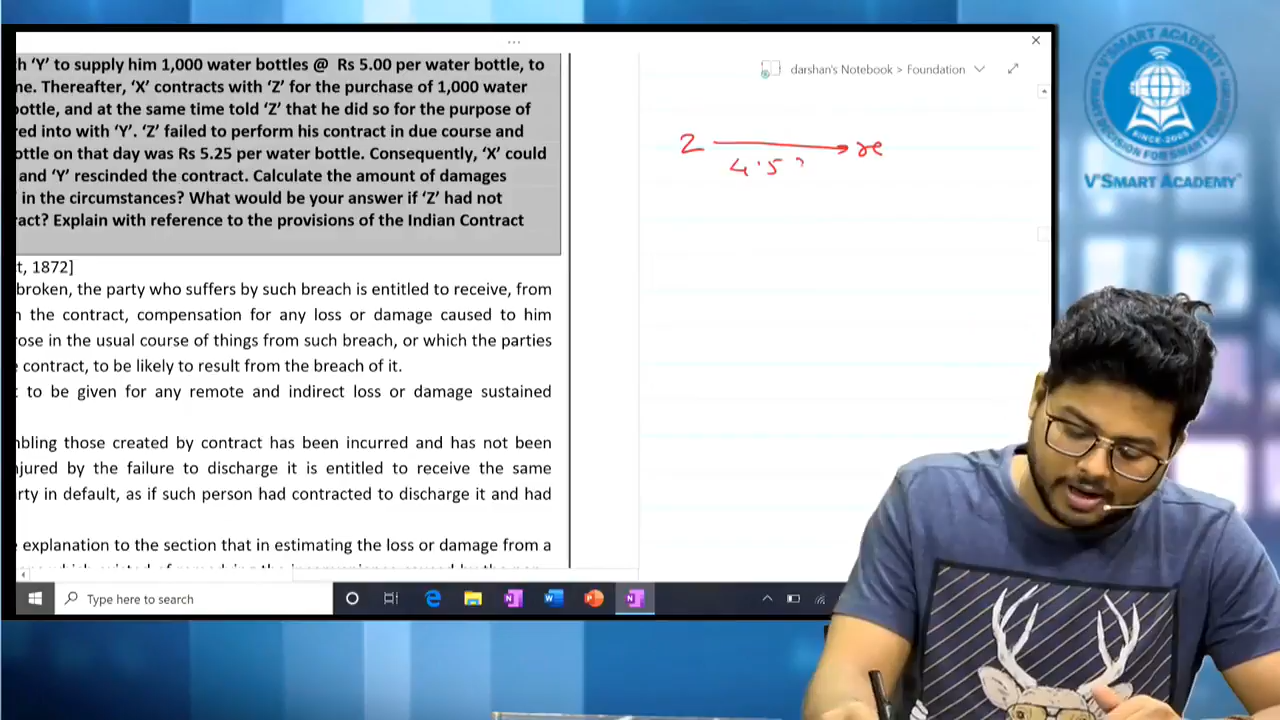 ...
darshan's Notebook > Foundation
h 'Y' to supply him 1,000 water bottles @ Rs 5.00 per water bottle, to
ne. Thereafter, 'X' contracts with 'Z' for the purchase of 1,000 water
ottle, and at the same time told 'Z' that he did so for the purpose of
red into with 'Y'. 'Z' failed to perform his contract in due course and
ottle on that day was Rs 5.25 per water bottle. Consequently, 'X' could
and 'Y' rescinded the contract. Calculate the amount of damages
in the circumstances? What would be your answer if 'Z' had not
act? Explain with reference to the provisions of the Indian Contract
t, 1872]
broken, the party who suffers by such breach is entitled to receive, from
n the contract, compensation for any loss or damage caused to him
rose in the usual course of things from such breach, or which the parties
contract, to be likely to result from the breach of it.
t to be given for any remote and indirect loss or damage sustained
nbling those created by contract has been incurred and has not been
njured by the failure to discharge it is entitled to receive the same
rty in default, as if such person had contracted to discharge it and had
explanation to the section that in estimating the loss or damage from a
Z x
4.5
V'SMART ACADEMY
SINCE-2005
V'SMART ACADEMY
Type here to search